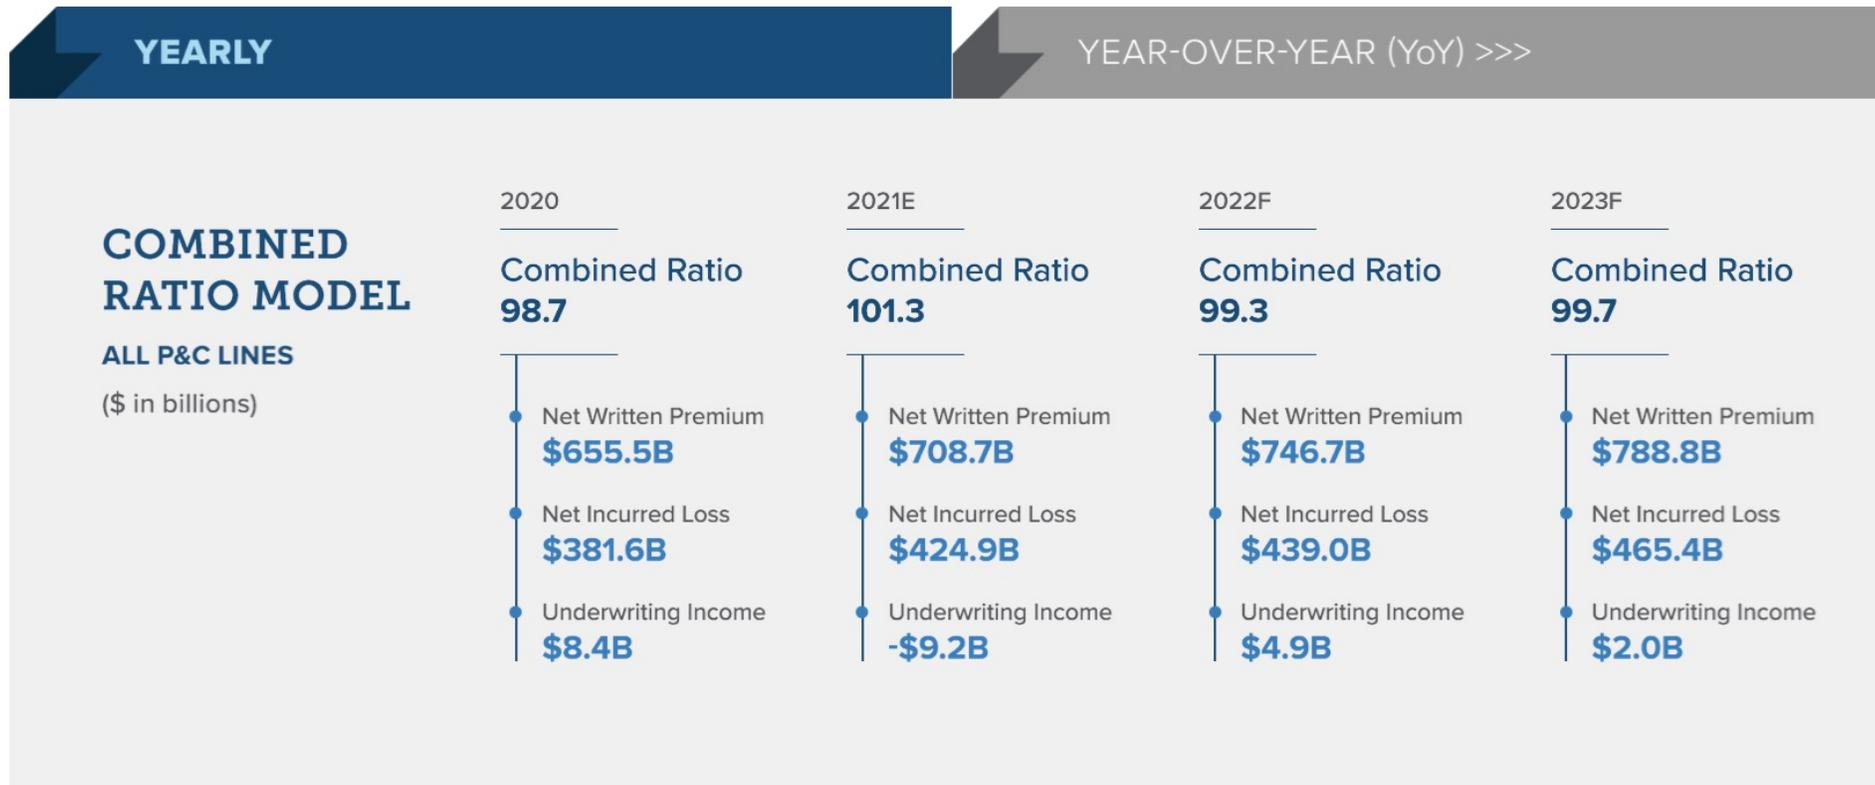 YEARLY
YEAR-OVER-YEAR (YoY) >>>
COMBINED
RATIO MODEL
ALL P&C LINES
($ in billions)
2020
Combined Ratio
98.7
Net Written Premium
$655.5B
Net Incurred Loss
$381.6B
Underwriting Income
$8.4B
2021E
Combined Ratio
101.3
Net Written Premium
$708.7B
Net Incurred Loss
$424.9B
Underwriting Income
-$9.2B
2022F
Combined Ratio
99.3
Net Written Premium
$746.7B
Net Incurred Loss
$439.0B
Underwriting Income
$4.9B
2023F
Combined Ratio
99.7
Net Written Premium
$788.8B
Net Incurred Loss
$465.4B
Underwriting Income
$2.0B